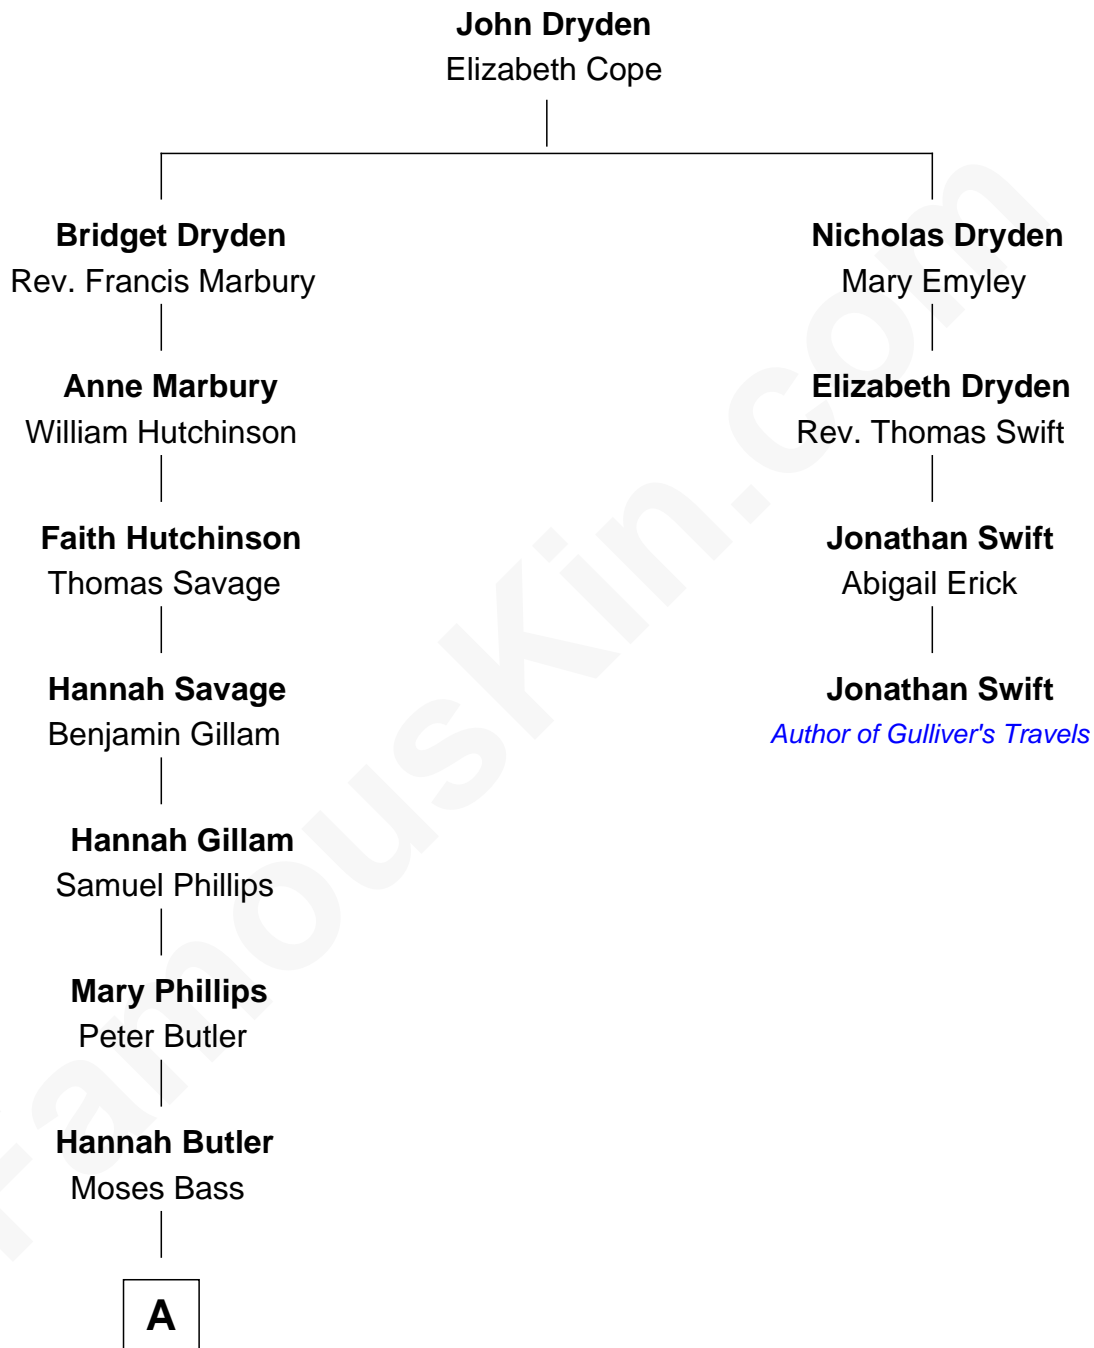 John Dryden
Elizabeth Cope
Bridget Dryden
Rev. Francis Marbury
Nicholas Dryden
Mary Emyley
Anne Marbury
William Hutchinson
Elizabeth Dryden
Rev. Thomas Swift
Faith Hutchinson
Thomas Savage
Jonathan Swift
Abigail Erick
Hannah Savage
Benjamin Gillam
Jonathan Swift
Author of Gulliver's Travels
Hannah Gillam
Samuel Phillips
Mary Phillips
Peter Butler
Hannah Butler
Moses Bass
A
FamousKin.com